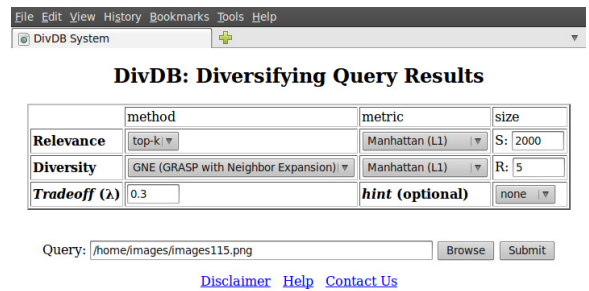 File Edit View History Bookmarks Tools Help
DivDB System
DivDB: Diversifying Query Results
method metric size
Relevance top-k Manhattan (L1) S: 2000
Diversity GNE (GRASP with Neighbor Expansion) Manhattan (L1) R: 5
Tradeoff (λ) 0.3 hint (optional) none
Query: /home/images/images115.png Browse Submit
Disclaimer Help Contact Us